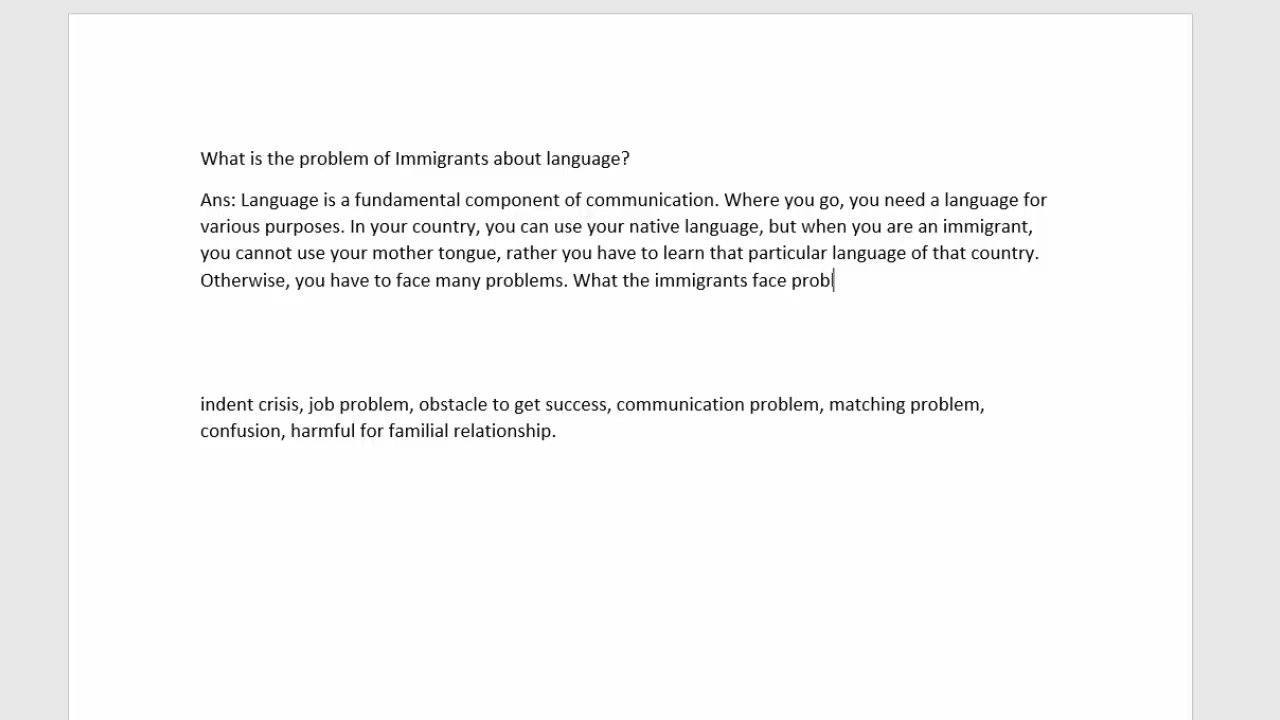 What is the problem of Immigrants about language?
Ans: Language is a fundamental component of communication. Where you go, you need a language for
various purposes. In your country, you can use your native language, but when you are an immigrant,
you cannot use your mother tongue, rather you have to learn that particular language of that country.
Otherwise, you have to face many problems. What the immigrants face probl
indent crisis, job problem, obstacle to get success, communication problem, matching problem,
confusion, harmful for familial relationship.